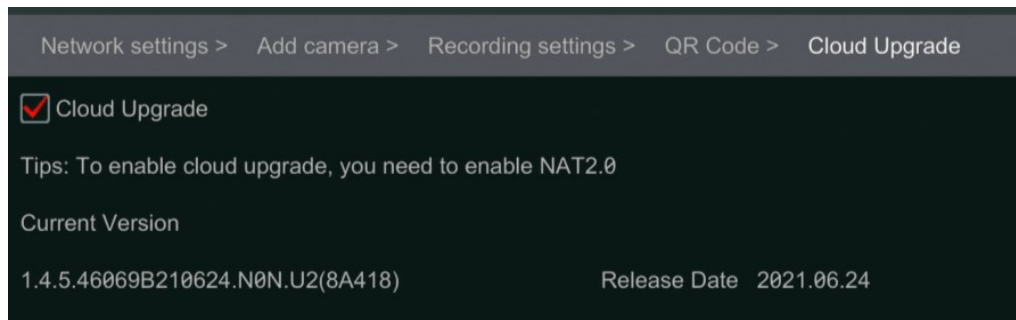 Network settings > Add camera > Recording settings > QR Code > Cloud Upgrade
Cloud Upgrade
Tips: To enable cloud upgrade, you need to enable NAT2.0
Current Version
1.4.5.46069B210624.N0N.U2(8A418) Release Date 2021.06.24